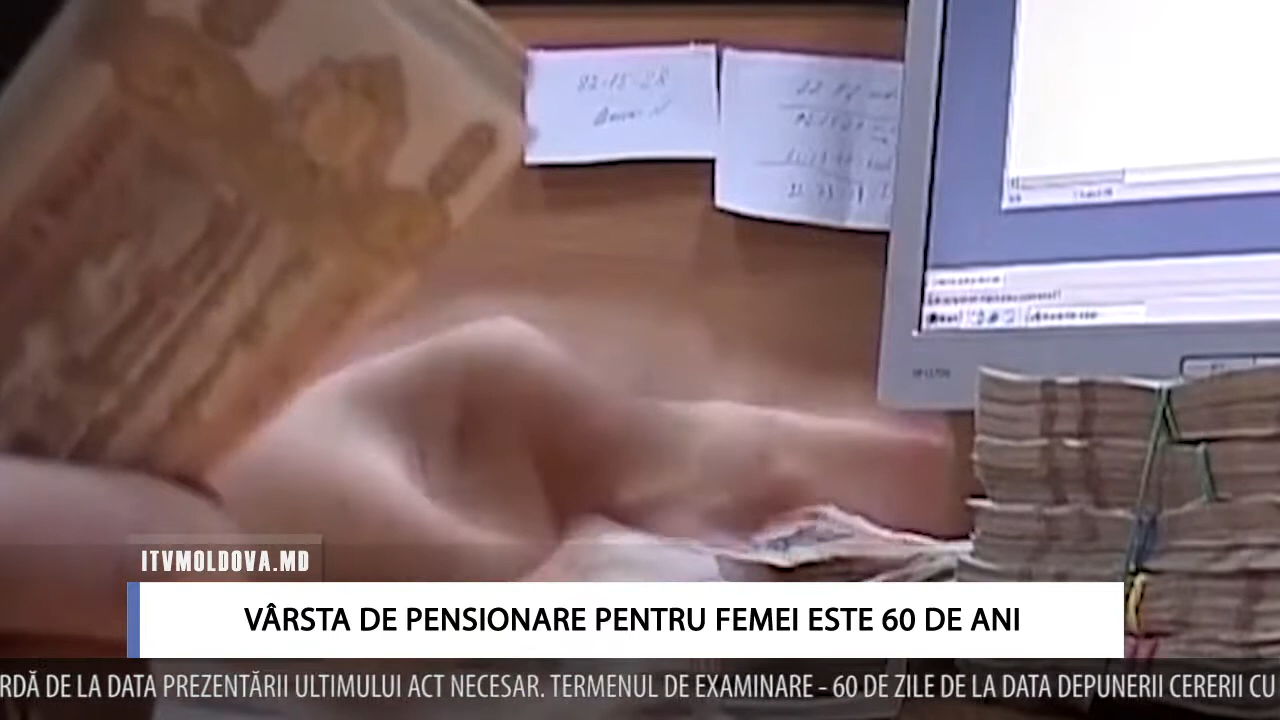 ITVMOLDOVA.MD
VÂRSTA DE PENSIONARE PENTRU FEMEI ESTE 60 DE ANI
RDĂ DE LA DATA PREZENTĂRII ULTIMULUI ACT NECESAR. TERMENUL DE EXAMINARE - 60 DE ZILE DE LA DATA DEPUNERII CERERII CU